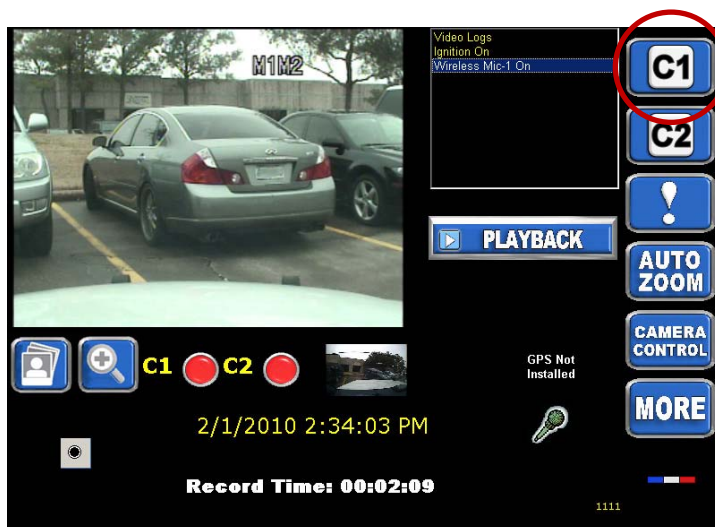 M1M2
Video Logs
Ignition On
Wireless Mic-1 On
C1
C2
!
PLAYBACK
AUTO
ZOOM
CAMERA
CONTROL
MORE
C1
C2
GPS Not
Installed
2/1/2010 2:34:03 PM
Record Time: 00:02:09
1111